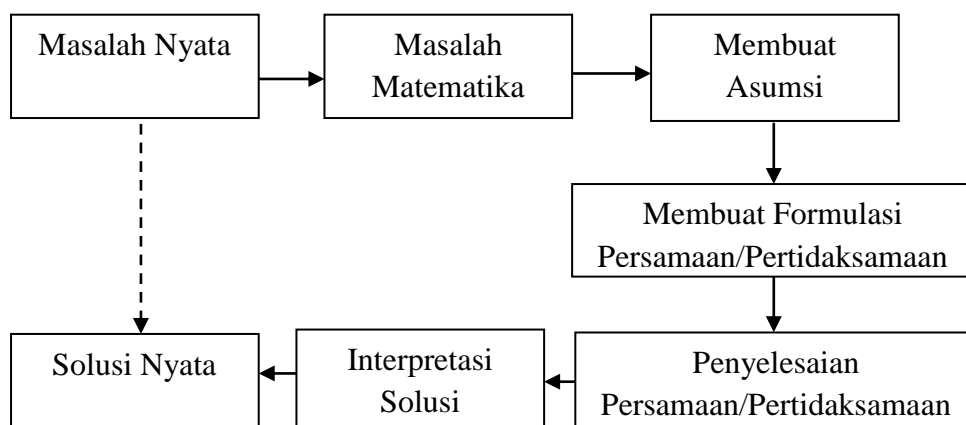 Masalah Nyata
Masalah
Matematika
Membuat
Asumsi
Membuat Formulasi
Persamaan/Pertidaksamaan
Penyelesaian
Persamaan/Pertidaksamaan
Interpretasi
Solusi
Solusi Nyata